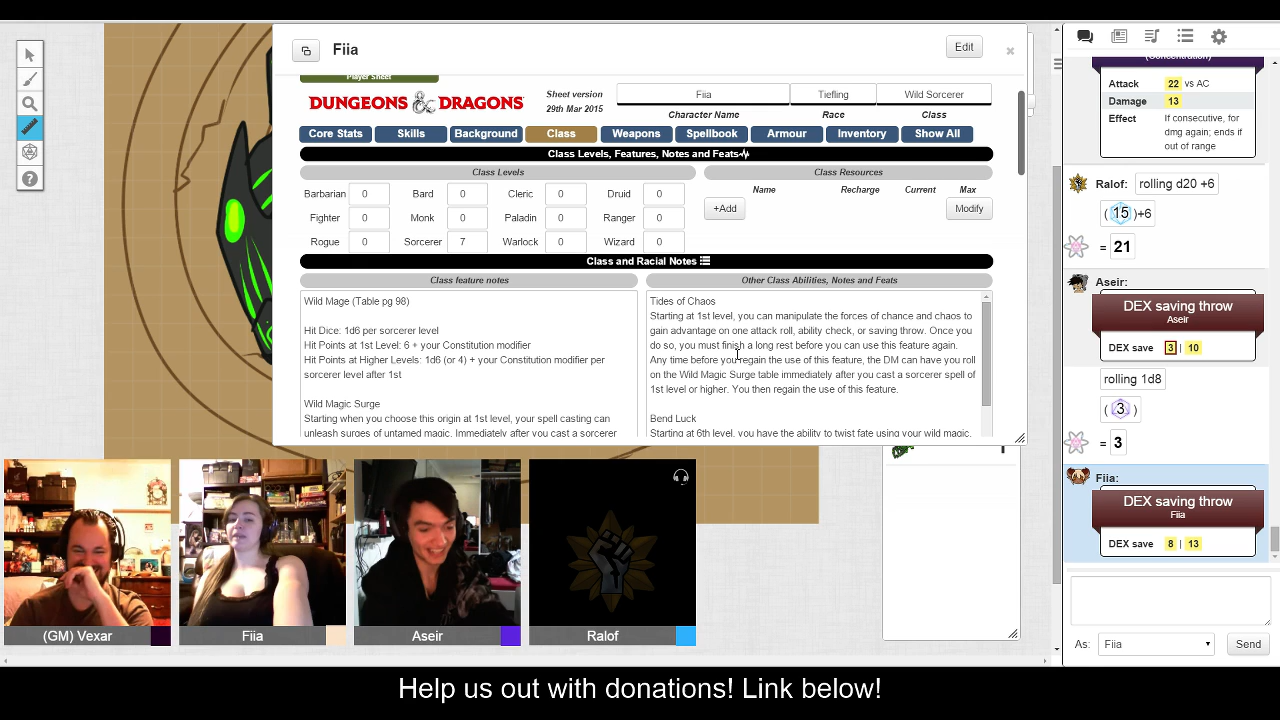 Fiia
Edit
Player Sheet
DUNGEONS & DRAGONS
Sheet version
29th Mar 2015
Fiia
Tiefling
Wild Sorcerer
Character Name
Race
Class
Core Stats
Skills
Background
Class
Weapons
Spellbook
Armour
Inventory
Show All
Class Levels, Features, Notes and Feats
Class Levels
Class Resources
Barbarian 0 Bard 0 Cleric 0 Druid 0
Fighter 0 Monk 0 Paladin 0 Ranger 0
Rogue 0 Sorcerer 7 Warlock 0 Wizard 0
Name Recharge Current Max
+Add
Modify
Class and Racial Notes
Class feature notes
Wild Mage (Table pg 98)
Hit Dice: 1d6 per sorcerer level
Hit Points at 1st Level: 6 + your Constitution modifier
Hit Points at Higher Levels: 1d6 (or 4) + your Constitution modifier per
sorcerer level after 1st
Wild Magic Surge
Starting when you choose this origin at 1st level, your spell casting can
unleash surges of untamed magic. Immediately after you cast a sorcerer
Other Class Abilities, Notes and Feats
Tides of Chaos
Starting at 1st level, you can manipulate the forces of chance and chaos to
gain advantage on one attack roll, ability check, or saving throw. Once you
do so, you must finish a long rest before you can use this feature again.
Any time before you regain the use of this feature, the DM can have you roll
on the Wild Magic Surge table immediately after you cast a sorcerer spell of
1st level or higher. You then regain the use of this feature.
Bend Luck
Starting at 6th level, you have the ability to twist fate using your wild magic.
(Concentration)
Attack 22 vs AC
Damage 13
Effect If consecutive, for
dmg again; ends if
out of range
Ralof: rolling d20 +6
(15)+6
= 21
Aseir:
DEX saving throw
Aseir
DEX save 3 | 10
rolling 1d8
(3)
= 3
Fiia:
DEX saving throw
Fiia
DEX save 8 | 13
As: Fiia
Send
(GM) Vexar
Fiia
Aseir
Ralof
Help us out with donations! Link below!